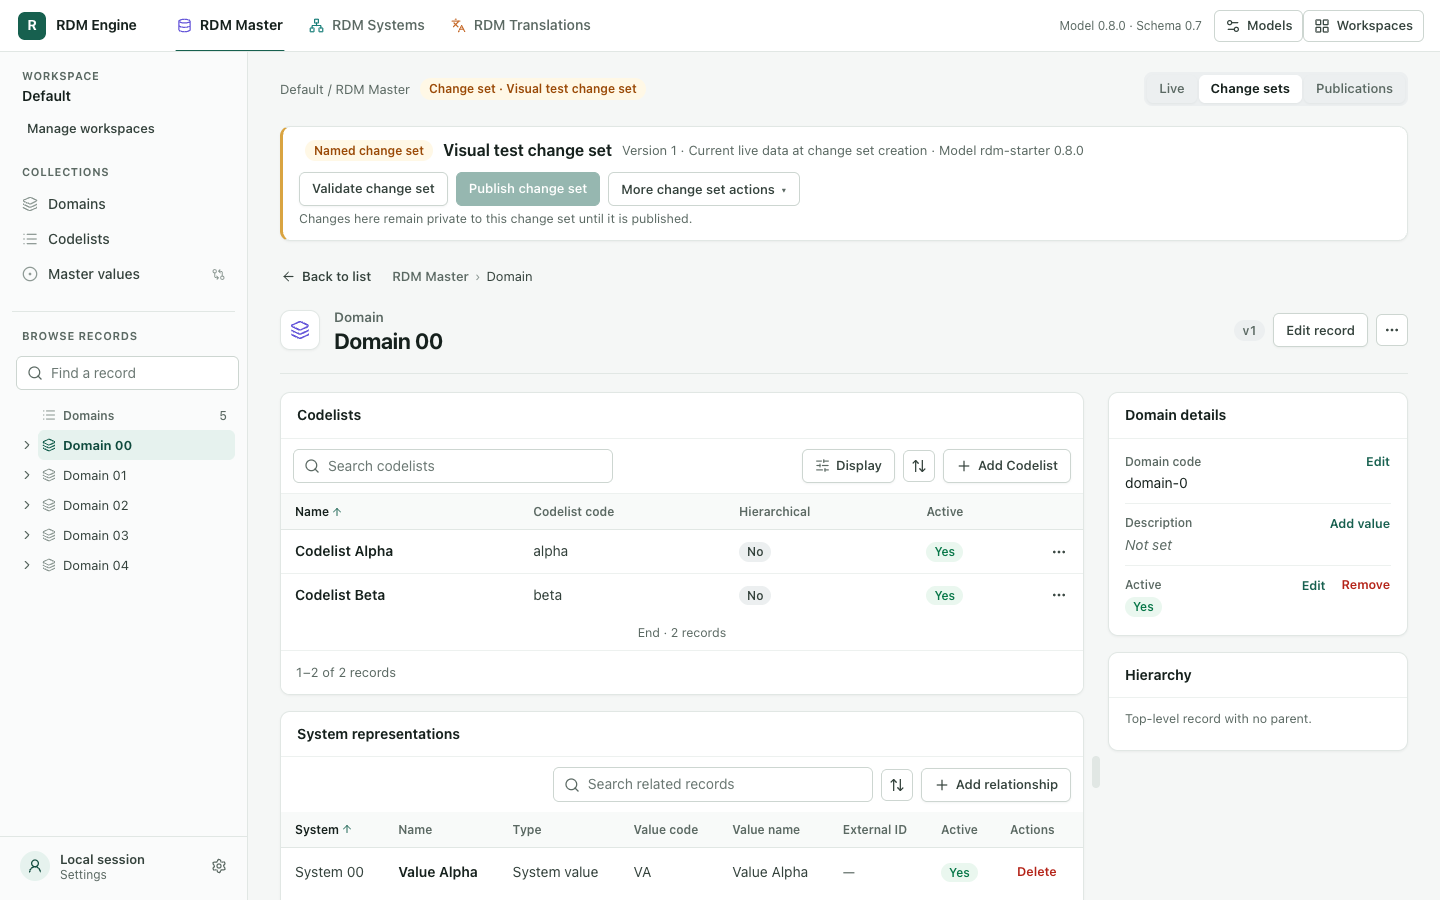 R RDM Engine RDM Master RDM Systems RDM Translations Model 0.8.0 · Schema 0.7 Models Workspaces
WORKSPACE
Default
Manage workspaces
COLLECTIONS
Domains
Codelists
Master values
BROWSE RECORDS
Find a record
Domains 5
Domain 00
Domain 01
Domain 02
Domain 03
Domain 04
Local session
Settings
Default / RDM Master Change set · Visual test change set Live Change sets Publications
Named change set Visual test change set Version 1 · Current live data at change set creation · Model rdm-starter 0.8.0
Validate change set Publish change set More change set actions ▾
Changes here remain private to this change set until it is published.
← Back to list RDM Master › Domain
Domain
Domain 00 v1 Edit record ···
Codelists
Search codelists Display ↑↓ + Add Codelist
Name ↑ Codelist code Hierarchical Active
Codelist Alpha alpha No Yes ···
Codelist Beta beta No Yes ···
End · 2 records
1–2 of 2 records
System representations
Search related records ↑↓ + Add relationship
System ↑ Name Type Value code Value name External ID Active Actions
System 00 Value Alpha System value VA Value Alpha — Yes Delete
Domain details
Domain code Edit
domain-0
Description Add value
Not set
Active Edit Remove
Yes
Hierarchy
Top-level record with no parent.